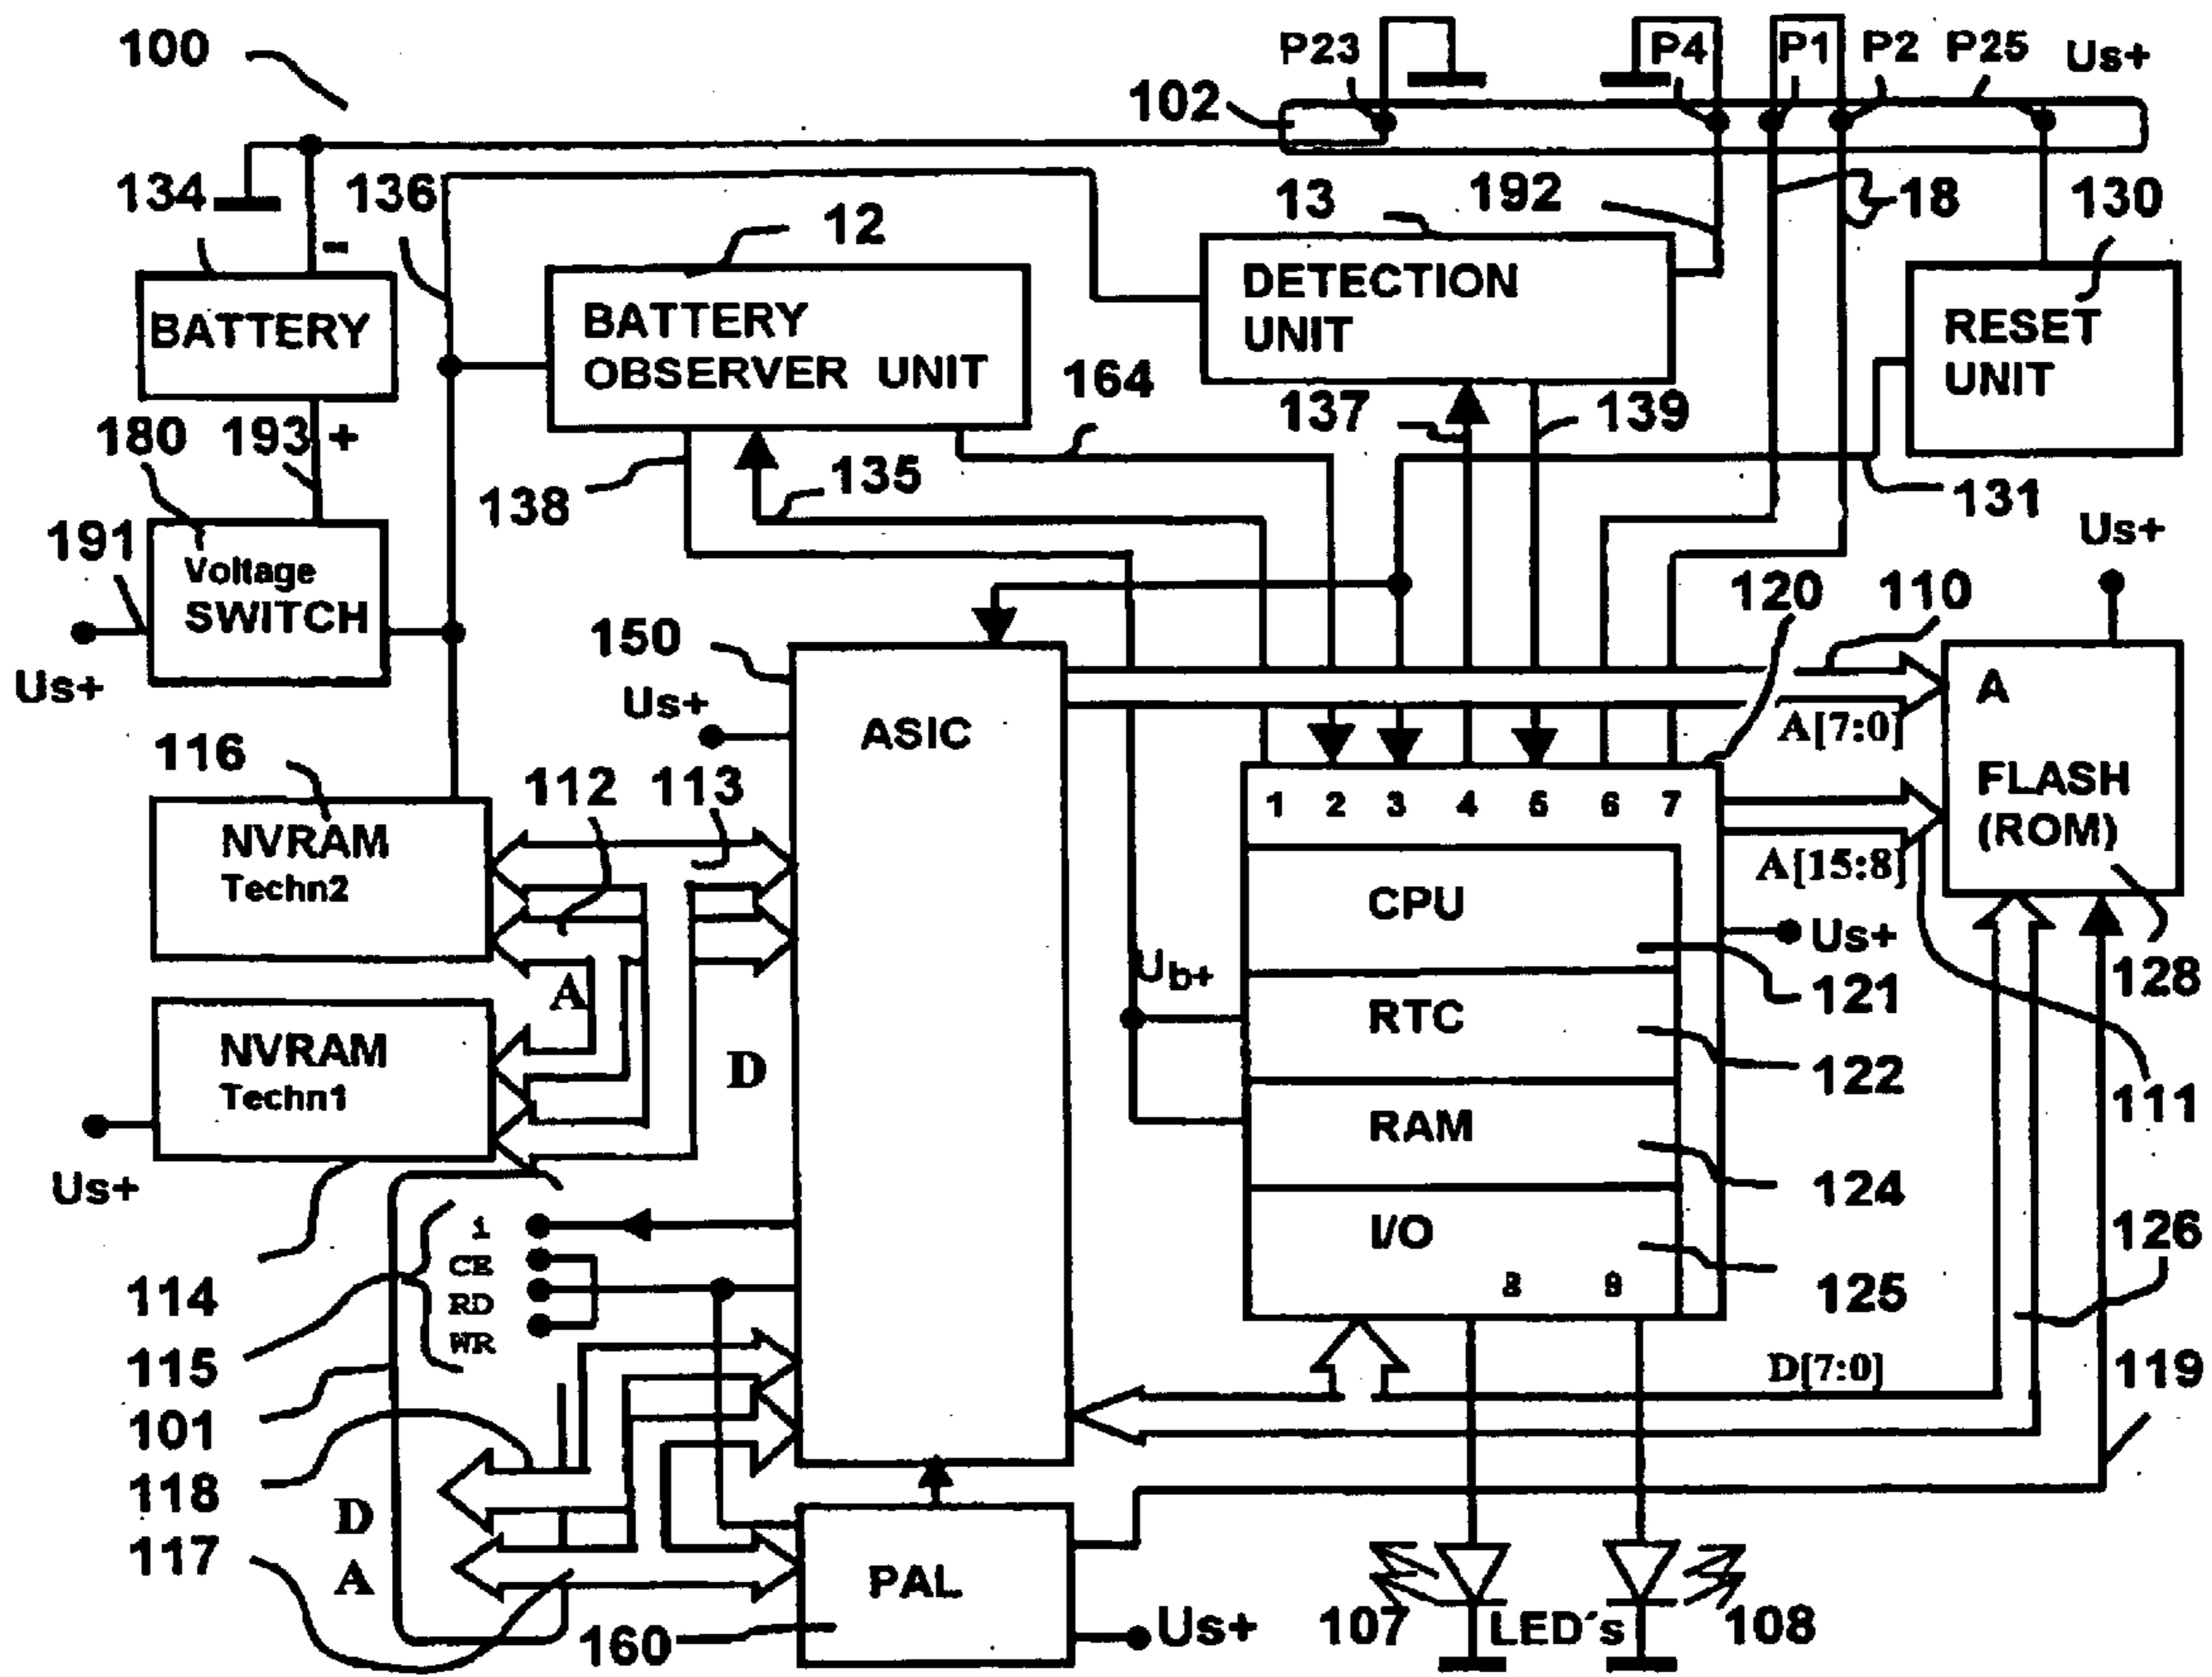 100
P23
P4
P1
P2
P25
Us+
102
134
136
12
13
192
18
130
-
BATTERY
BATTERY
OBSERVER UNIT
DETECTION
UNIT
RESET
UNIT
164
137
139
180
193
+
138
135
131
191
Voltage
SWITCH
Us+
Us+
120
110
150
Us+
ASIC
A
A[7:0]
FLASH
(ROM)
116
112
113
1 2 3 4 5 6 7
NVRAM
Techn2
A[15:8]
CPU
Us+
121
128
A
Ub+
RTC
122
NVRAM
Techn1
D
111
RAM
124
Us+
126
i
CE
RD
WR
I/O
8 9
125
114
115
101
118
117
D[7:0]
119
D
A
PAL
160
Us+
107
LED's
108